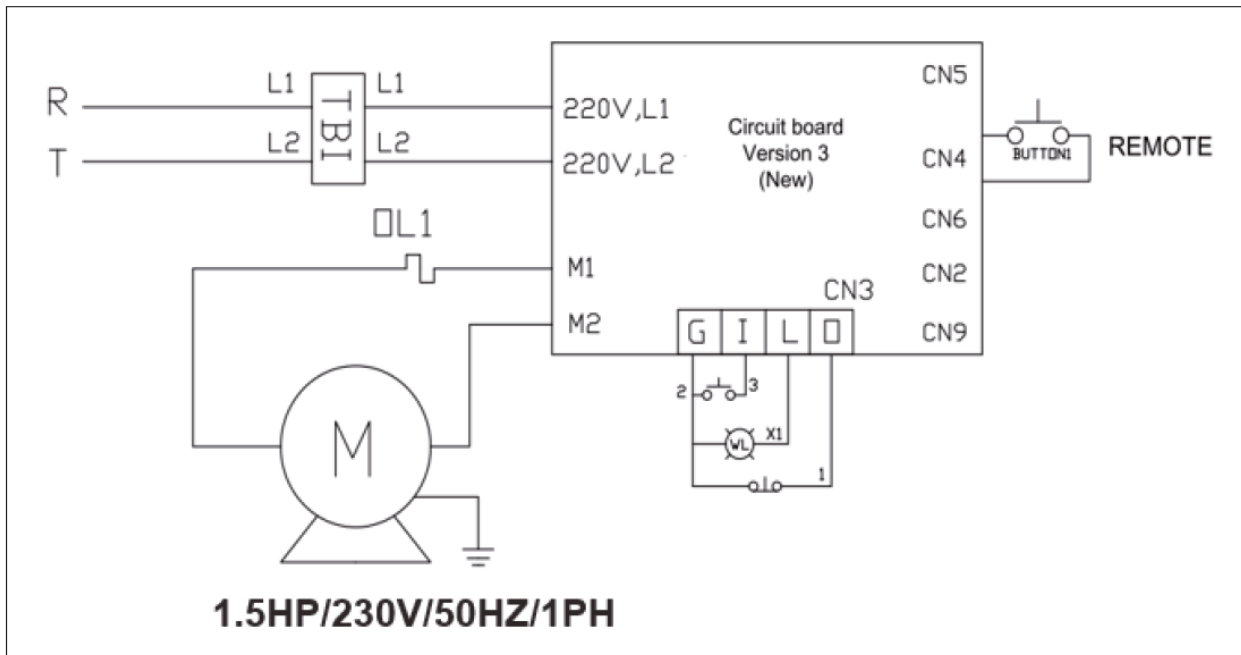 R
T
L1
L2
TBI
L1
L2
220V,L1
220V,L2
Circuit board
Version 3
(New)
CN5
CN4
CN6
CN2
CN9
BUTTON1
REMOTE
OL1
M1
M2
CN3
G I L O
2
3
WL
X1
1
M
1.5HP/230V/50HZ/1PH